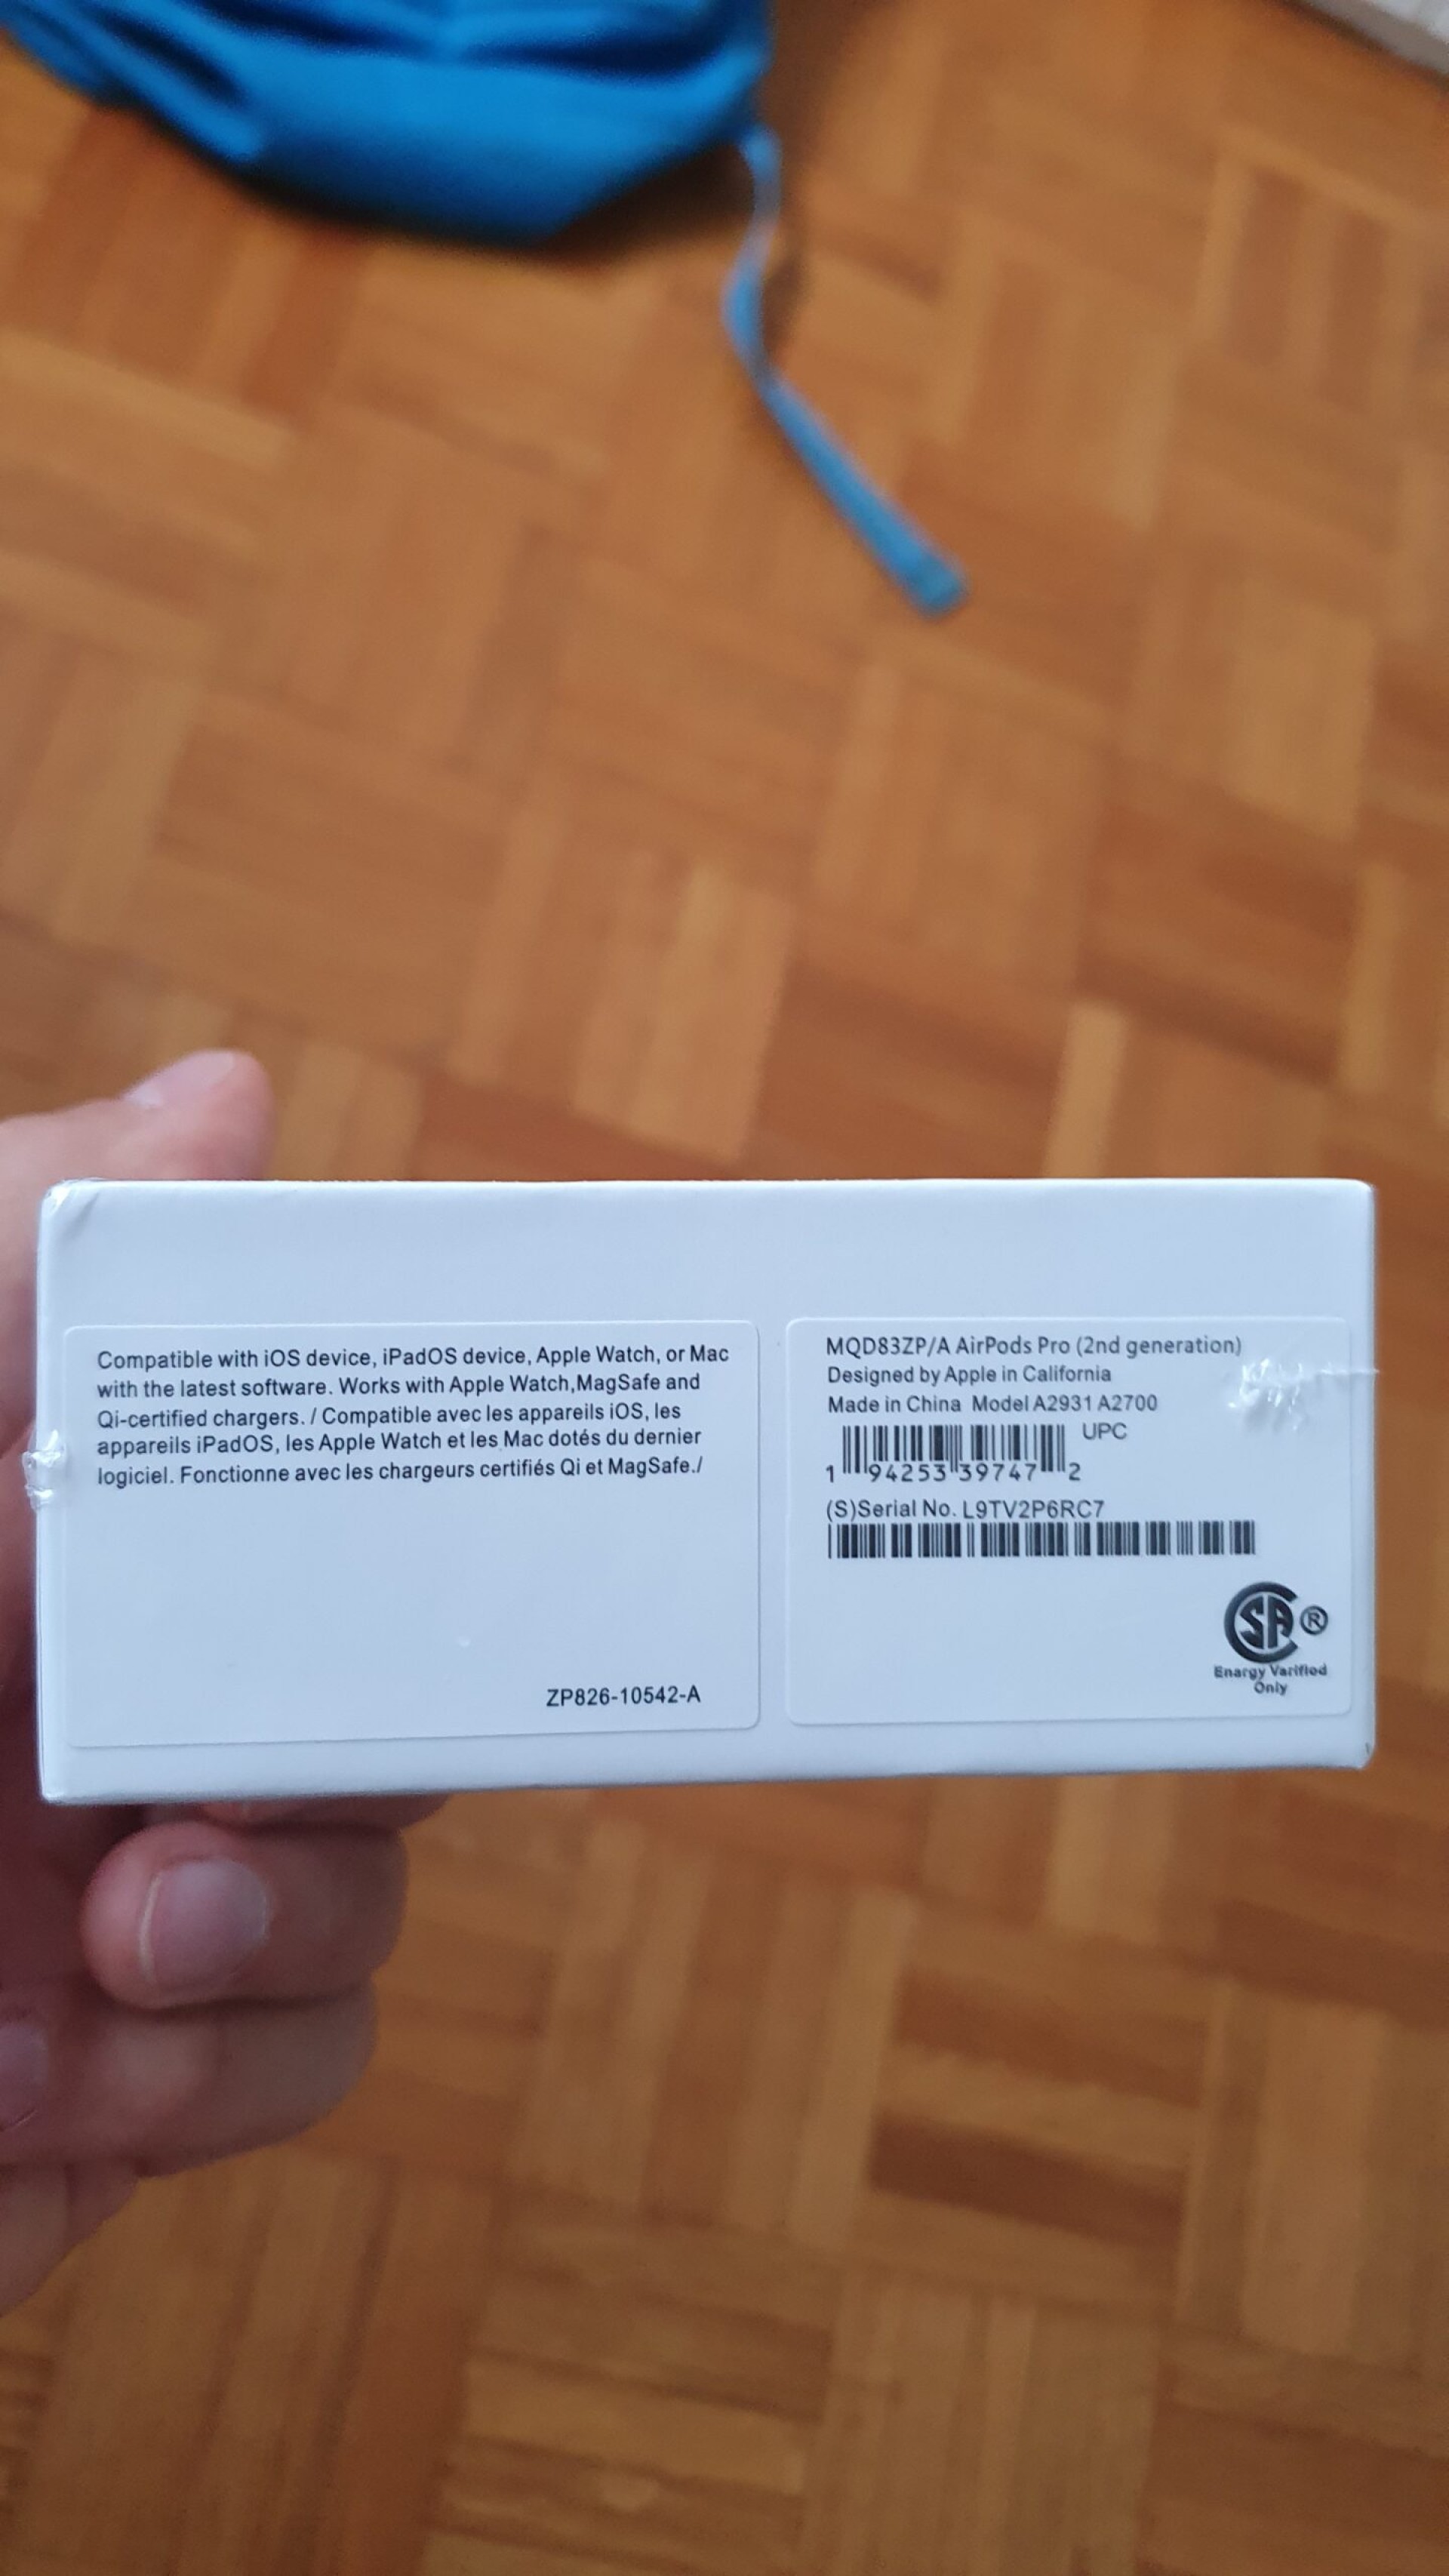 Compatible with iOS device, iPadOS device, Apple Watch, or Mac
with the latest software. Works with Apple Watch,MagSafe and
Qi-certified chargers. / Compatible avec les appareils iOS, les
appareils iPadOS, les Apple Watch et les Mac dotés du dernier
logiciel. Fonctionne avec les chargeurs certifiés Qi et MagSafe./
ZP826-10542-A
MQD83ZP/A AirPods Pro (2nd generation)
Designed by Apple in California
Made in China Model A2931 A2700
UPC
1 94253 39747 2
(S)Serial No. L9TV2P6RC7
SA ®
Enargy Varifiod
Only